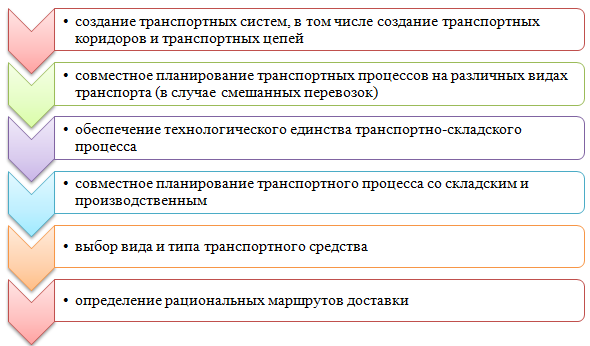 • создание транспортных систем, в том числе создание транспортных
коридоров и транспортных цепей
• совместное планирование транспортных процессов на различных видах
транспорта (в случае смешанных перевозок)
• обеспечение технологического единства транспортно-складского
процесса
• совместное планирование транспортного процесса со складским и
производственным
• выбор вида и типа транспортного средства
• определение рациональных маршрутов доставки